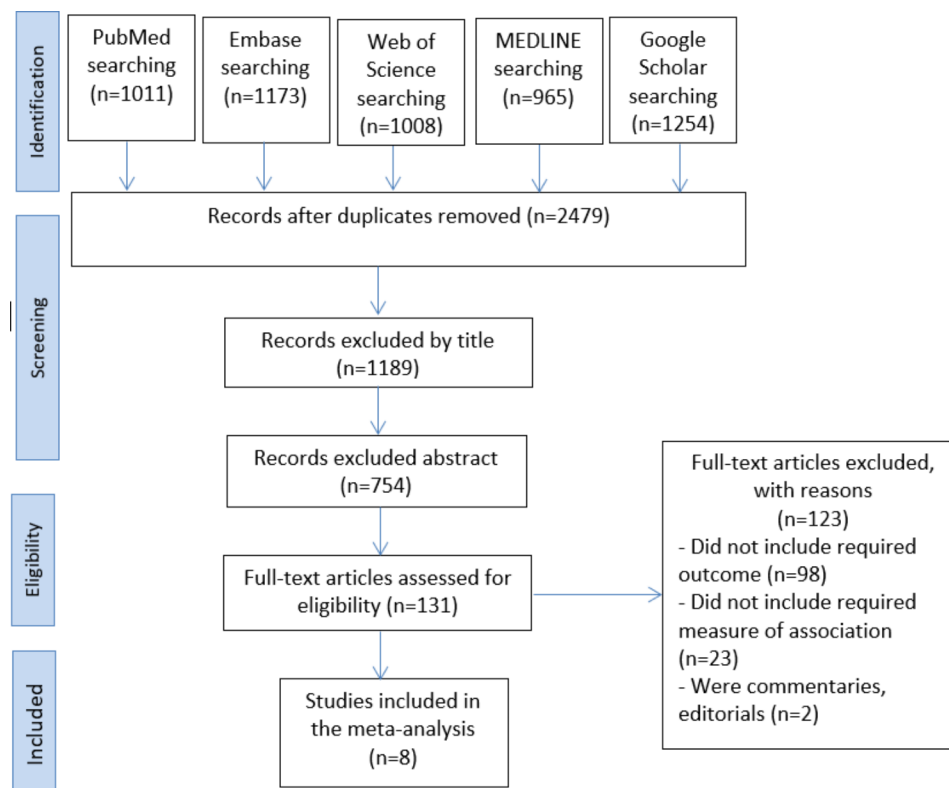 Identification
PubMed
searching
(n=1011)
Embase
searching
(n=1173)
Web of
Science
searching
(n=1008)
MEDLINE
searching
(n=965)
Google
Scholar
searching
(n=1254)
Records after duplicates removed (n=2479)
Screening
Records excluded by title
(n=1189)
Records excluded abstract
(n=754)
Eligibility
Full-text articles assessed for
eligibility (n=131)
Full-text articles excluded,
with reasons
(n=123)
- Did not include required
outcome (n=98)
- Did not include required
measure of association
(n=23)
- Were commentaries,
editorials (n=2)
Included
Studies included in
the meta-analysis
(n=8)